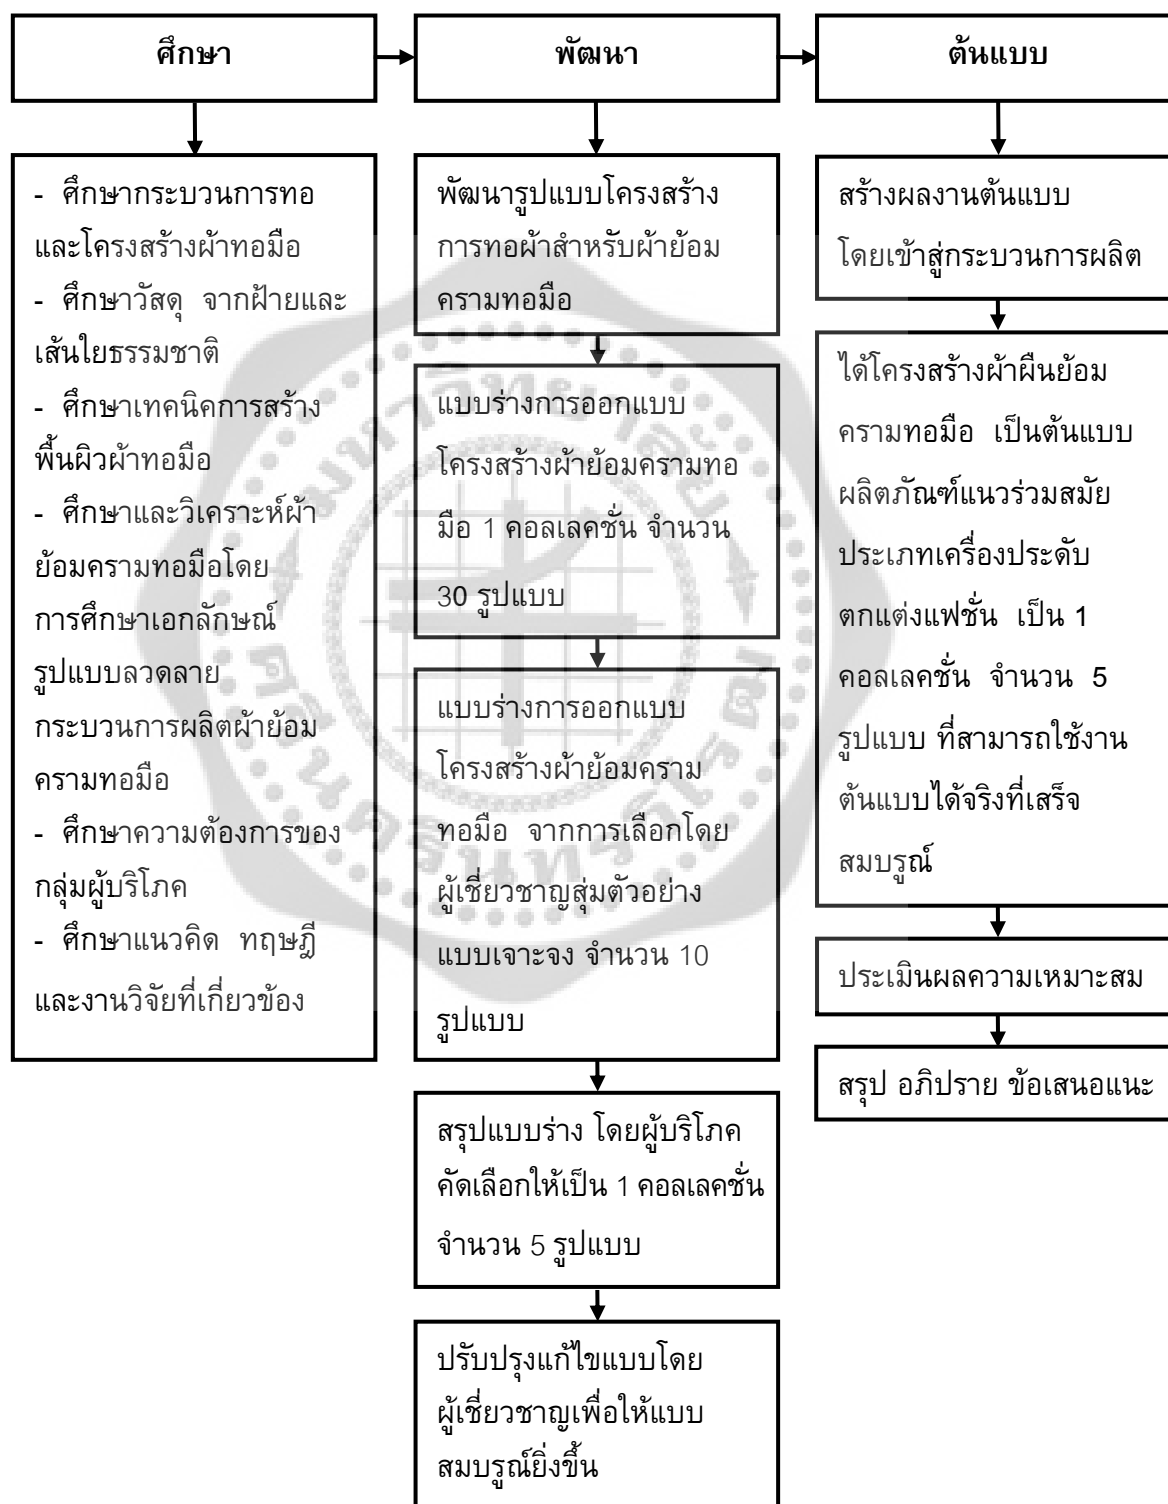 ศึกษา
พัฒนา
ต้นแบบ
- ศึกษากระบวนการทอ
และโครงสร้างผ้าทอมือ
- ศึกษาวัสดุ จากฝ้ายและ
เส้นใยธรรมชาติ
- ศึกษาเทคนิคการสร้าง
พื้นผิวผ้าทอมือ
- ศึกษาและวิเคราะห์ผ้า
ย้อมครามทอมือโดย
การศึกษาเอกลักษณ์
รูปแบบลวดลาย
กระบวนการผลิตผ้าย้อม
ครามทอมือ
- ศึกษาความต้องการของ
กลุ่มผู้บริโภค
- ศึกษาแนวคิด ทฤษฎี
และงานวิจัยที่เกี่ยวข้อง
พัฒนารูปแบบโครงสร้าง
การทอผ้าสำหรับผ้าย้อม
ครามทอมือ
แบบร่างการออกแบบ
โครงสร้างผ้าย้อมครามทอ
มือ 1 คอลเลคชั่น จำนวน
30 รูปแบบ
แบบร่างการออกแบบ
โครงสร้างผ้าย้อมคราม
ทอมือ จากการเลือกโดย
ผู้เชี่ยวชาญสุ่มตัวอย่าง
แบบเจาะจง จำนวน 10
รูปแบบ
สรุปแบบร่าง โดยผู้บริโภค
คัดเลือกให้เป็น 1 คอลเลคชั่น
จำนวน 5 รูปแบบ
ปรับปรุงแก้ไขแบบโดย
ผู้เชี่ยวชาญเพื่อให้แบบ
สมบรูณ์ยิ่งขึ้น
สร้างผลงานต้นแบบ
โดยเข้าสู่กระบวนการผลิต
ได้โครงสร้างผ้าผืนย้อม
ครามทอมือ เป็นต้นแบบ
ผลิตภัณฑ์แนวร่วมสมัย
ประเภทเครื่องประดับ
ตกแต่งแฟชั่น เป็น 1
คอลเลคชั่น จำนวน 5
รูปแบบ ที่สามารถใช้งาน
ต้นแบบได้จริงที่เสร็จ
สมบรูณ์
ประเมินผลความเหมาะสม
สรุป อภิปราย ข้อเสนอแนะ
มหาวิทยาลัย
ศรีนครินทรวิโรฒ